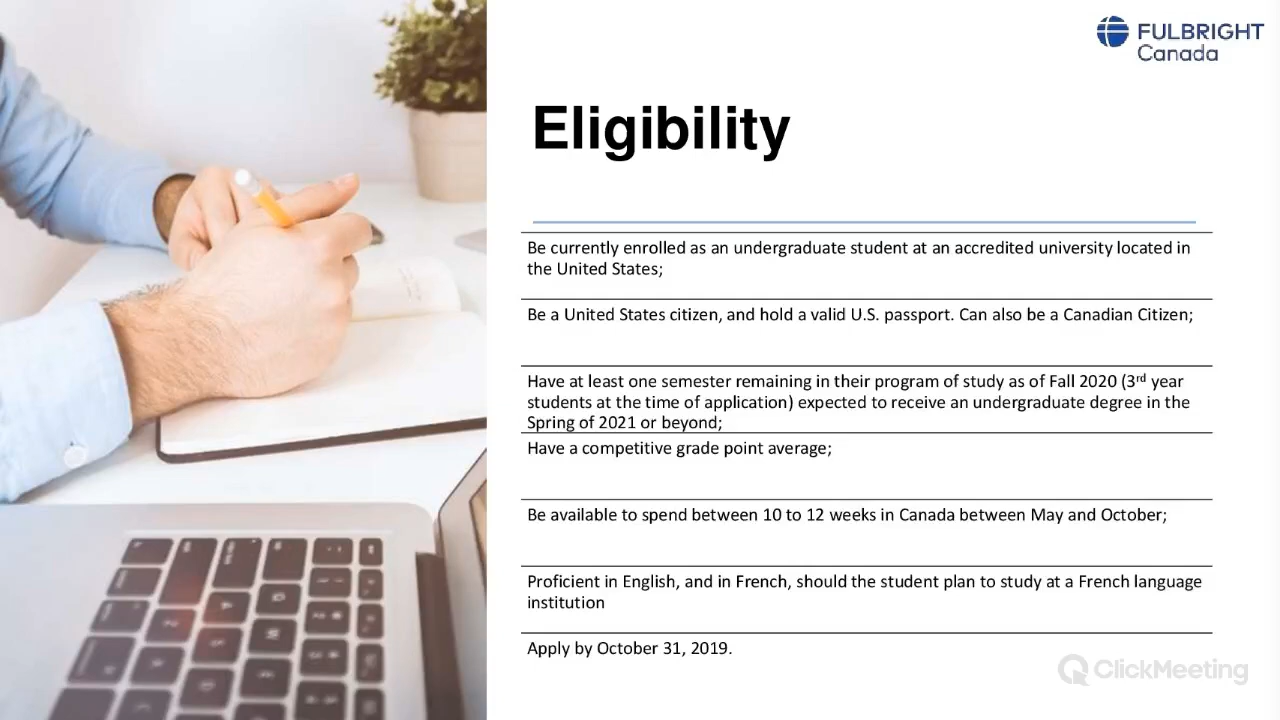 FULBRIGHT
Canada
Eligibility
Be currently enrolled as an undergraduate student at an accredited university located in
the United States;
Be a United States citizen, and hold a valid U.S. passport. Can also be a Canadian Citizen;
Have at least one semester remaining in their program of study as of Fall 2020 (3rd year
students at the time of application) expected to receive an undergraduate degree in the
Spring of 2021 or beyond;
Have a competitive grade point average;
Be available to spend between 10 to 12 weeks in Canada between May and October;
Proficient in English, and in French, should the student plan to study at a French language
institution
Apply by October 31, 2019.
ClickMeeting